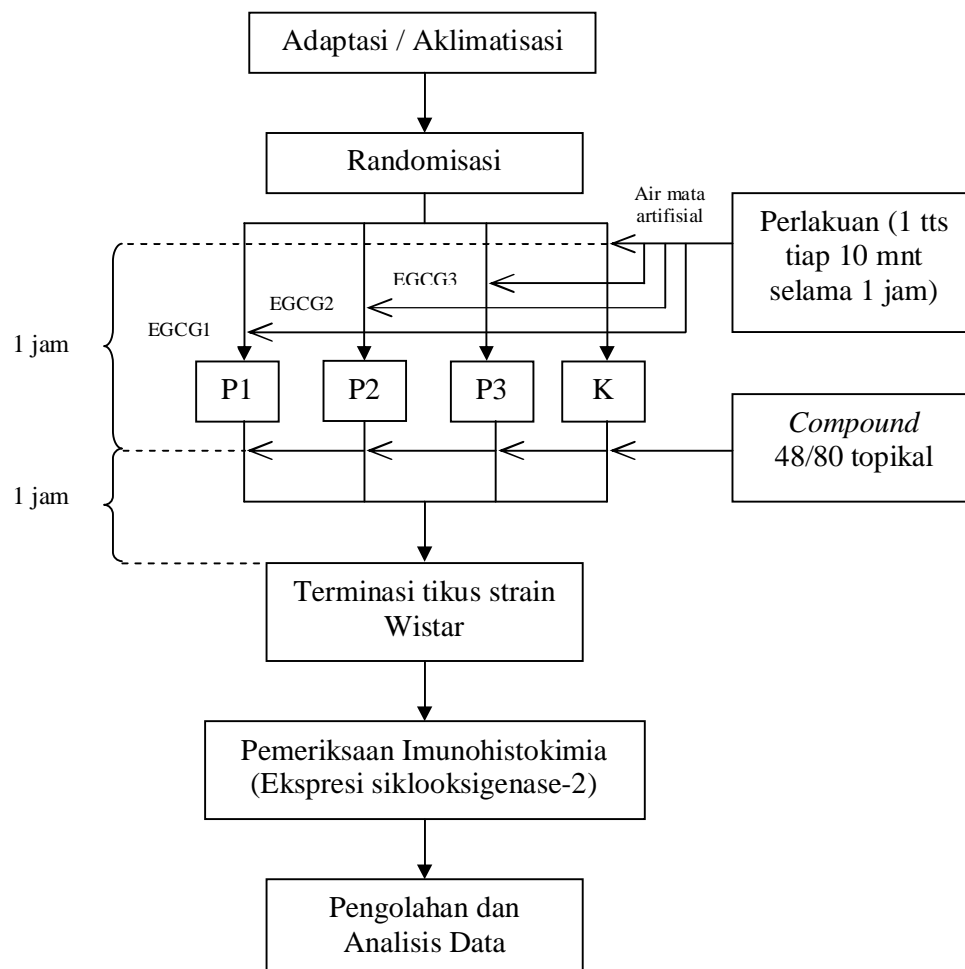 Adaptasi / Aklimatisasi
Randomisasi
Air mata
artifisial
Perlakuan (1 tts
tiap 10 mnt
selama 1 jam)
EGCG3
EGCG2
EGCG1
1 jam
P1
P2
P3
K
Compound
48/80 topikal
1 jam
Terminasi tikus strain
Wistar
Pemeriksaan Imunohistokimia
(Ekspresi siklooksigenase-2)
Pengolahan dan
Analisis Data